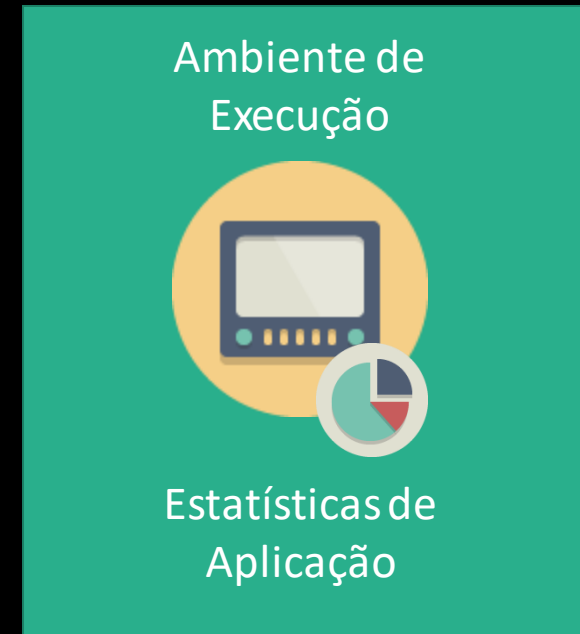 Ambiente de
Execução
Estatísticas de
Aplicação